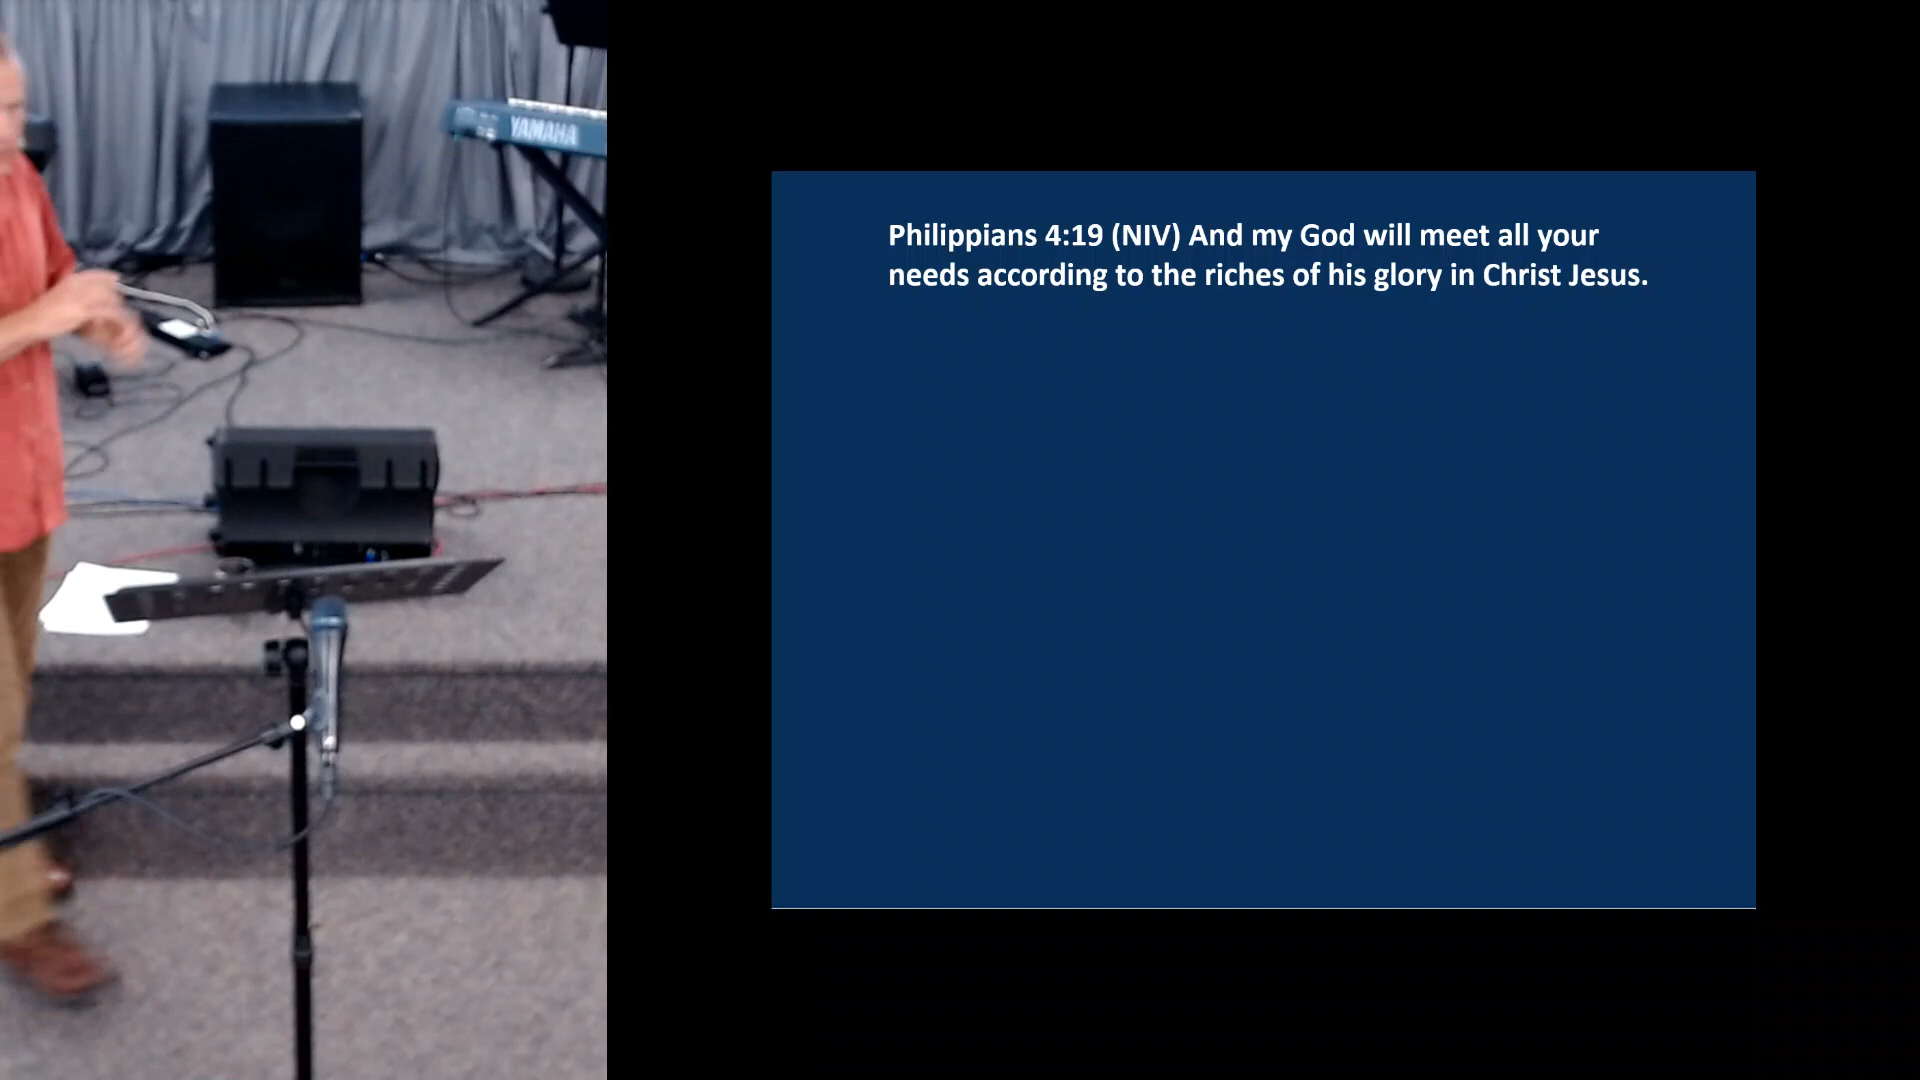 YAMAHA
Philippians 4:19 (NIV) And my God will meet all your
needs according to the riches of his glory in Christ Jesus.